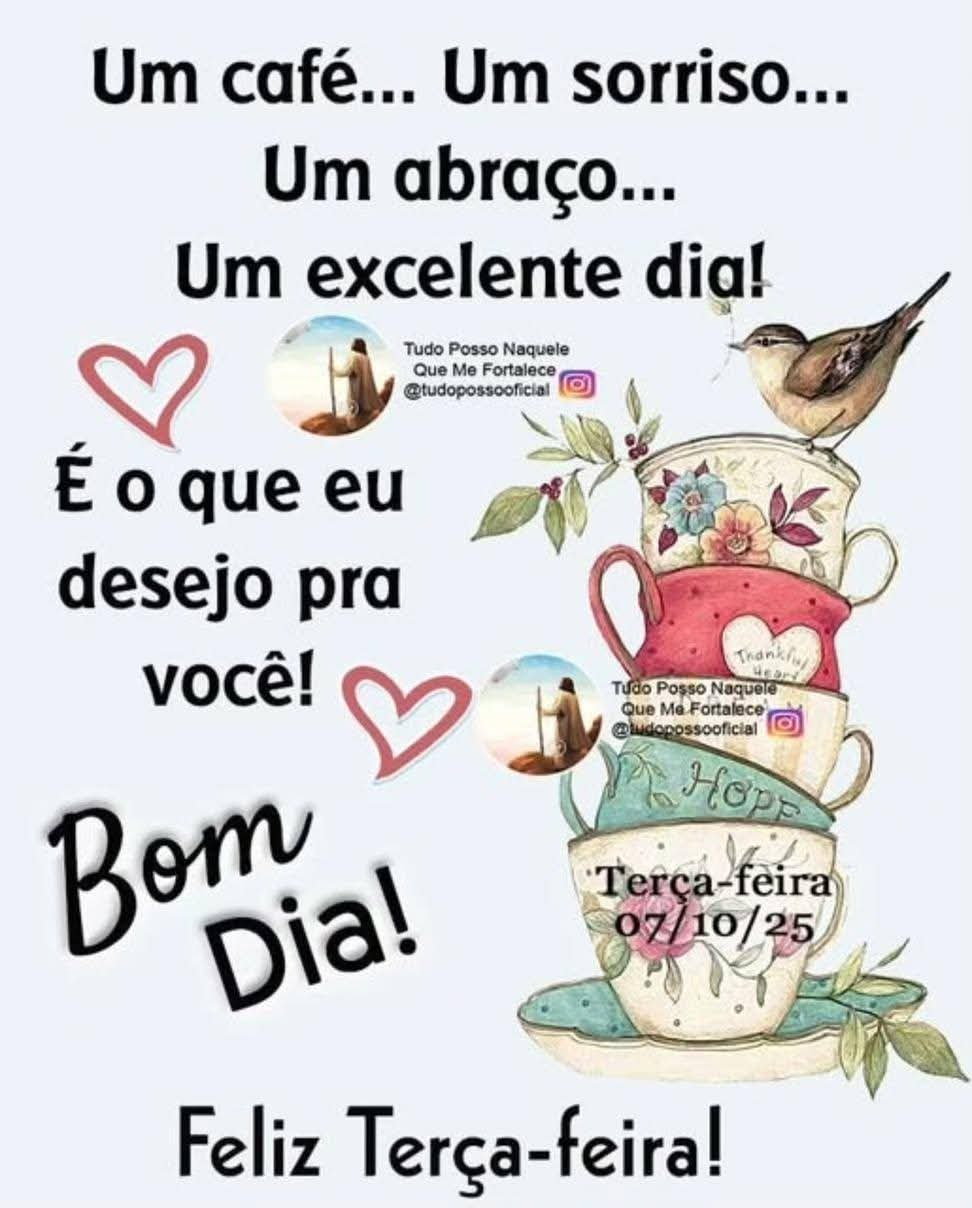 Um café... Um sorriso...
Um abraço...
Um excelente dia!
Tudo Posso Naquele
Que Me Fortalece
@tudopossooficial
É o que eu
desejo pra
você!
Thankful
Heart
Tudo Posso Naquele
Que Me Fortalece
@tudopossooficial
Hope
Bom
Dia!
Terça-feira
07/10/25
Feliz Terça-feira!